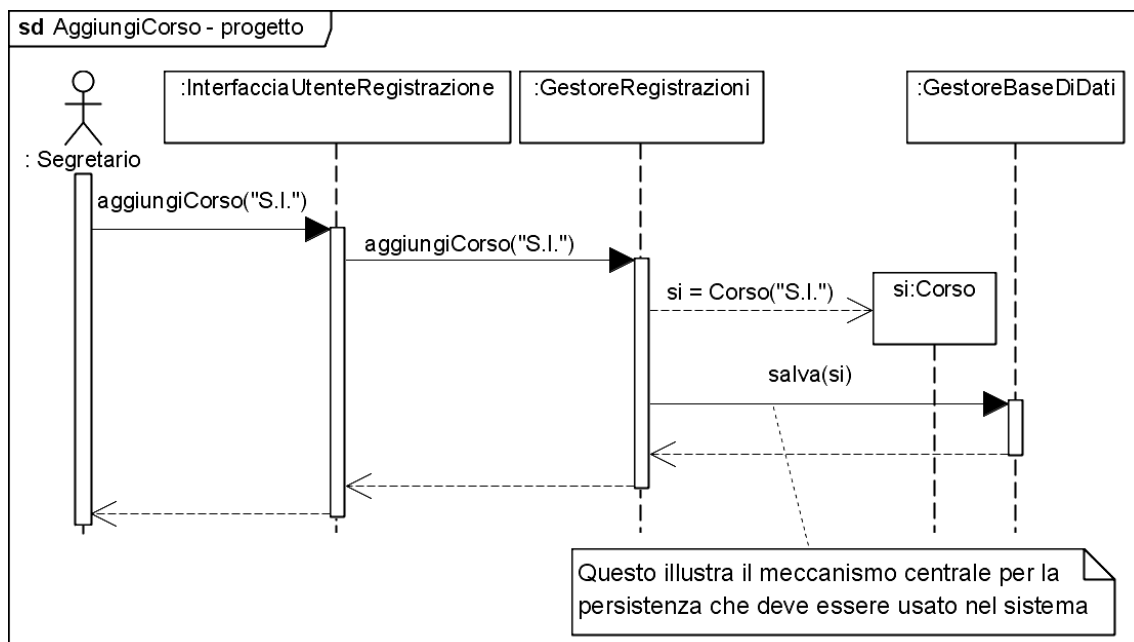 sd AggiungiCorso - progetto
:InterfacciaUtenteRegistrazione
:GestoreRegistrazioni
:GestoreBaseDiDati
: Segretario
aggiungiCorso("S.I.")
aggiungiCorso("S.I.")
si = Corso("S.I.")
si:Corso
salva(si)
Questo illustra il meccanismo centrale per la
persistenza che deve essere usato nel sistema